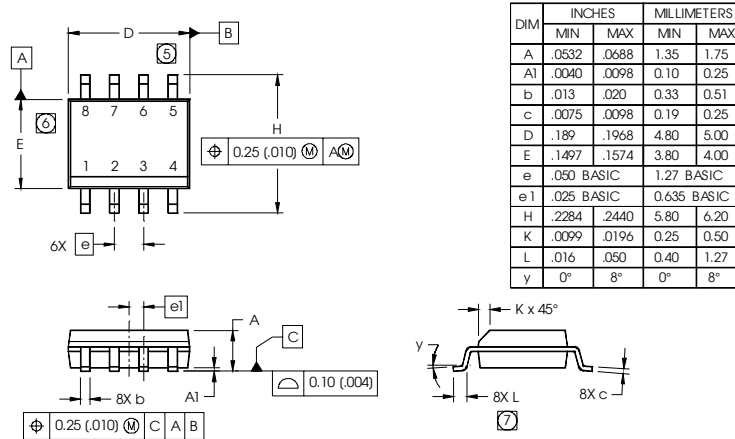 D
B
5
A
8 7 6 5
6
E
H
⌖ 0.25 (.010) Ⓜ AⓂ
1 2 3 4
6X e
DIM INCHES MILLIMETERS
MIN MAX MIN MAX
A .0532 .0688 1.35 1.75
A1 .0040 .0098 0.10 0.25
b .013 .020 0.33 0.51
c .0075 .0098 0.19 0.25
D .189 .1968 4.80 5.00
E .1497 .1574 3.80 4.00
e .050 BASIC 1.27 BASIC
e1 .025 BASIC 0.635 BASIC
H .2284 .2440 5.80 6.20
K .0099 .0196 0.25 0.50
L .016 .050 0.40 1.27
y 0° 8° 0° 8°
e1
A
C
⌓ 0.10 (.004)
8X b
A1
⌖ 0.25 (.010) Ⓜ C A B
K x 45°
y
8X L
8X c
7